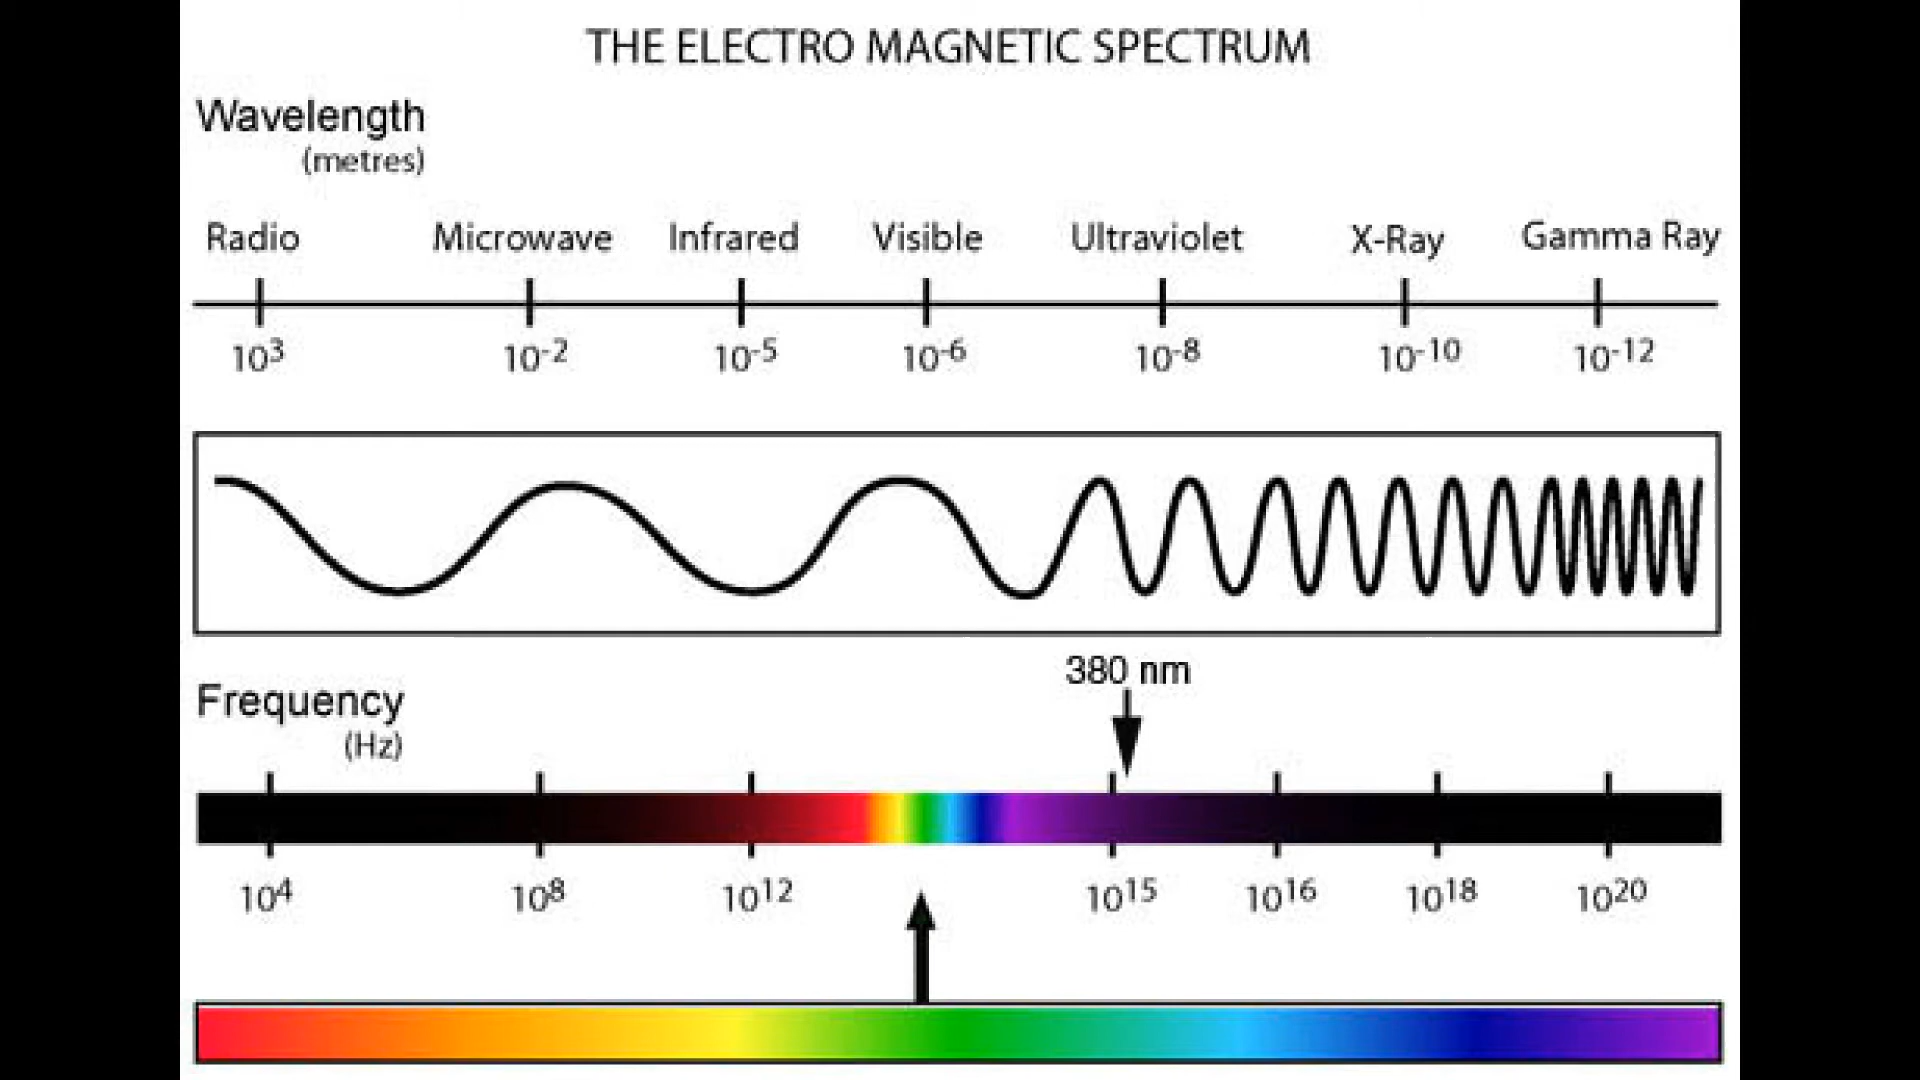 THE ELECTRO MAGNETIC SPECTRUM
Wavelength
(metres)
Radio Microwave Infrared Visible Ultraviolet X-Ray Gamma Ray
10³ 10⁻² 10⁻⁵ 10⁻⁶ 10⁻⁸ 10⁻¹⁰ 10⁻¹²
380 nm
Frequency
(Hz)
10⁴ 10⁸ 10¹² 10¹⁵ 10¹⁶ 10¹⁸ 10²⁰